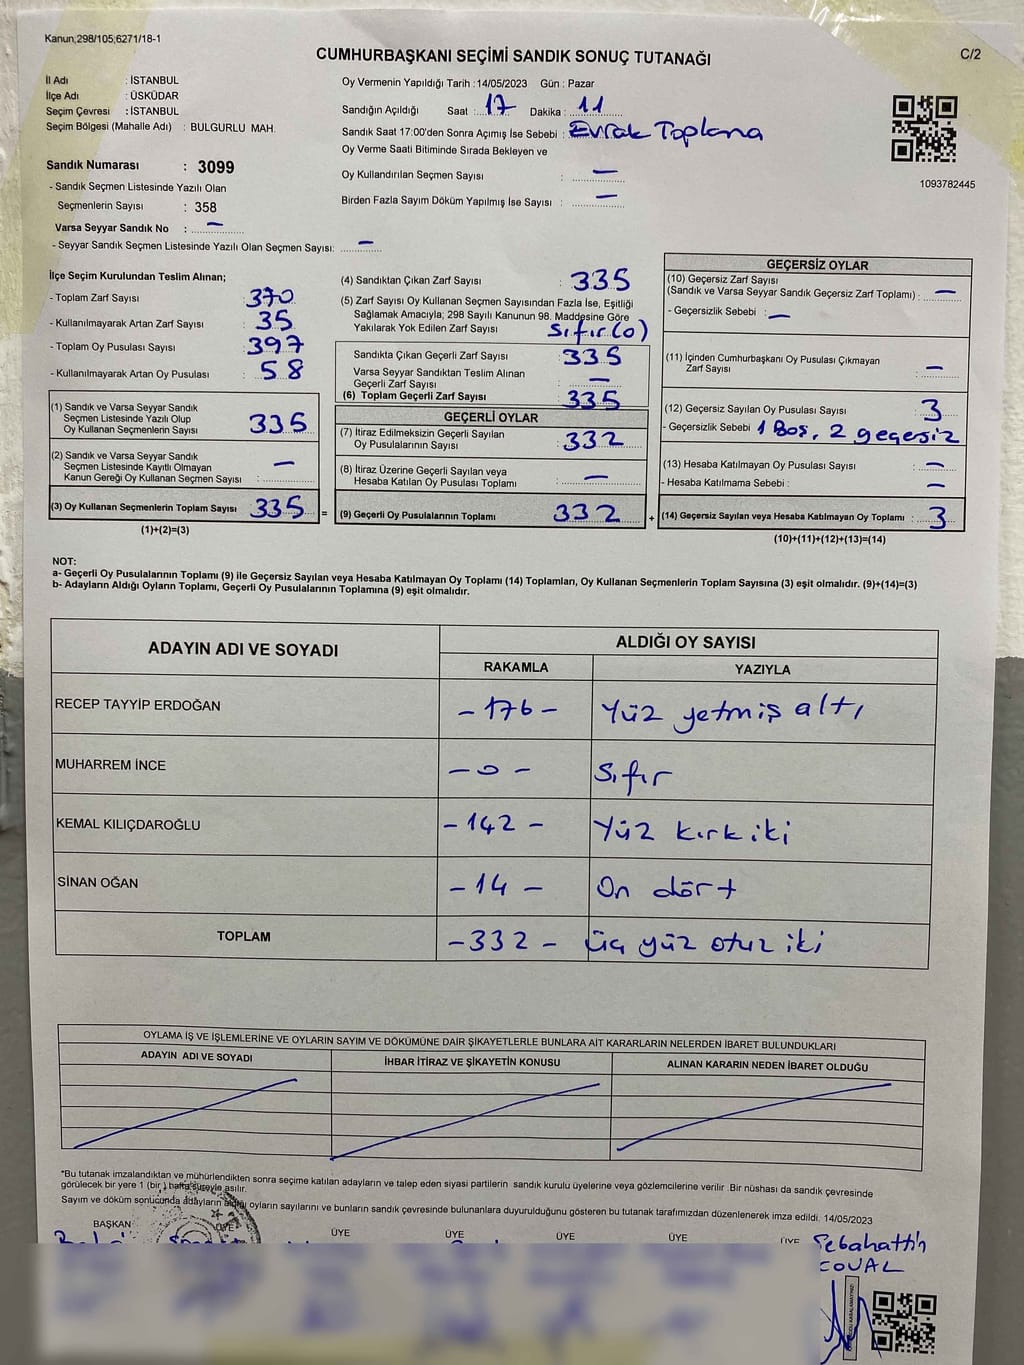 Kanun;298/105;6271/18-1
CUMHURBAŞKANI SEÇİMİ SANDIK SONUÇ TUTANAĞI
C/2
İl Adı : İSTANBUL
İlçe Adı : ÜSKÜDAR
Seçim Çevresi : İSTANBUL
Seçim Bölgesi (Mahalle Adı) : BULGURLU MAH.
Sandık Numarası : 3099
- Sandık Seçmen Listesinde Yazılı Olan
Seçmenlerin Sayısı : 358
Varsa Seyyar Sandık No : —
- Seyyar Sandık Seçmen Listesinde Yazılı Olan Seçmen Sayısı: —
Oy Vermenin Yapıldığı Tarih : 14/05/2023 Gün : Pazar
Sandığın Açıldığı Saat : 17 Dakika : 11
Sandık Saat 17:00'den Sonra Açımış İse Sebebi : Evrak Toplama
Oy Verme Saati Bitiminde Sırada Bekleyen ve
Oy Kullandırılan Seçmen Sayısı : —
Birden Fazla Sayım Döküm Yapılmış İse Sayısı : —
1093782445
İlçe Seçim Kurulundan Teslim Alınan;
- Toplam Zarf Sayısı : 370
- Kullanılmayarak Artan Zarf Sayısı : 35
- Toplam Oy Pusulası Sayısı : 397
- Kullanılmayarak Artan Oy Pusulası : 58
(1) Sandık ve Varsa Seyyar Sandık
Seçmen Listesinde Yazılı Olup
Oy Kullanan Seçmenlerin Sayısı : 335
(2) Sandık ve Varsa Seyyar Sandık
Seçmen Listesinde Kayıtlı Olmayan
Kanun Gereği Oy Kullanan Seçmen Sayısı : —
(3) Oy Kullanan Seçmenlerin Toplam Sayısı : 335 =
(1)+(2)=(3)
(4) Sandıktan Çıkan Zarf Sayısı : 335
(5) Zarf Sayısı Oy Kullanan Seçmen Sayısından Fazla İse, Eşitliği
Sağlamak Amacıyla; 298 Sayılı Kanunun 98. Maddesine Göre
Yakılarak Yok Edilen Zarf Sayısı : Sıfır (0)
Sandıkta Çıkan Geçerli Zarf Sayısı : 335
Varsa Seyyar Sandıktan Teslim Alınan
Geçerli Zarf Sayısı : —
(6) Toplam Geçerli Zarf Sayısı : 335
GEÇERLİ OYLAR
(7) İtiraz Edilmeksizin Geçerli Sayılan
Oy Pusulalarının Sayısı : 332
(8) İtiraz Üzerine Geçerli Sayılan veya
Hesaba Katılan Oy Pusulası Toplamı : —
(9) Geçerli Oy Pusulalarının Toplamı : 332 +
GEÇERSİZ OYLAR
(10) Geçersiz Zarf Sayısı
(Sandık ve Varsa Seyyar Sandık Geçersiz Zarf Toplamı) : —
- Geçersizlik Sebebi : —
(11) İçinden Cumhurbaşkanı Oy Pusulası Çıkmayan
Zarf Sayısı : —
(12) Geçersiz Sayılan Oy Pusulası Sayısı : 3
- Geçersizlik Sebebi : 1 Boş, 2 geçesiz
(13) Hesaba Katılmayan Oy Pusulası Sayısı : —
- Hesaba Katılmama Sebebi : —
(14) Geçersiz Sayılan veya Hesaba Katılmayan Oy Toplamı : 3
(10)+(11)+(12)+(13)=(14)
NOT:
a- Geçerli Oy Pusulalarının Toplamı (9) ile Geçersiz Sayılan veya Hesaba Katılmayan Oy Toplamı (14) Toplamları, Oy Kullanan Seçmenlerin Toplam Sayısına (3) eşit olmalıdır. (9)+(14)=(3)
b- Adayların Aldığı Oyların Toplamı, Geçerli Oy Pusulalarının Toplamına (9) eşit olmalıdır.
ADAYIN ADI VE SOYADI ALDIĞI OY SAYISI
RAKAMLA YAZIYLA
RECEP TAYYİP ERDOĞAN -176- Yüz yetmiş altı
MUHARREM İNCE -0- Sıfır
KEMAL KILIÇDAROĞLU -142- Yüz kırk iki
SİNAN OĞAN -14- On dört
TOPLAM -332- üç yüz otuz iki
OYLAMA İŞ VE İŞLEMLERİNE VE OYLARIN SAYIM VE DÖKÜMÜNE DAİR ŞİKAYETLERLE BUNLARA AİT KARARLARIN NELERDEN İBARET BULUNDUKLARI
ADAYIN ADI VE SOYADI İHBAR İTİRAZ VE ŞİKAYETİN KONUSU ALINAN KARARIN NEDEN İBARET OLDUĞU
*Bu tutanak imzalandıktan ve mühürlendikten sonra seçime katılan adayların ve talep eden siyasi partilerin sandık kurulu üyelerine veya gözlemcilerine verilir .Bir nüshası da sandık çevresinde
görülecek bir yere 1 (bir) hafta süreyle asılır.
Sayım ve döküm sonucunda adayların aldığı oyların sayılarını ve bunların sandık çevresinde bulunanlara duyurulduğunu gösteren bu tutanak tarafımızdan düzenlenerek imza edildi. 14/05/2023
BAŞKAN ÜYE ÜYE ÜYE ÜYE ÜYE ÜYE
Sebahattin